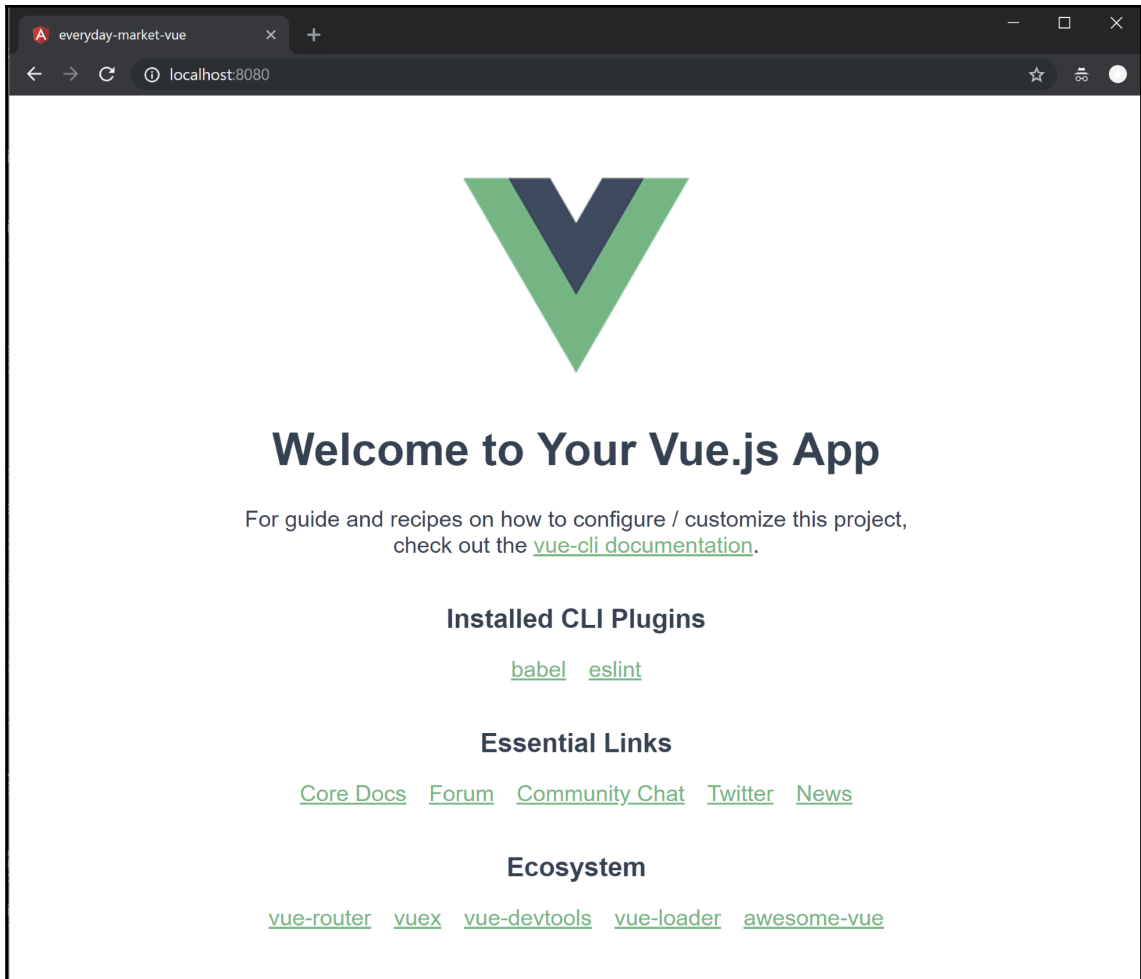 everyday-market-vue
localhost:8080
Welcome to Your Vue.js App
For guide and recipes on how to configure / customize this project,
check out the vue-cli documentation.
Installed CLI Plugins
babel eslint
Essential Links
Core Docs Forum Community Chat Twitter News
Ecosystem
vue-router vuex vue-devtools vue-loader awesome-vue